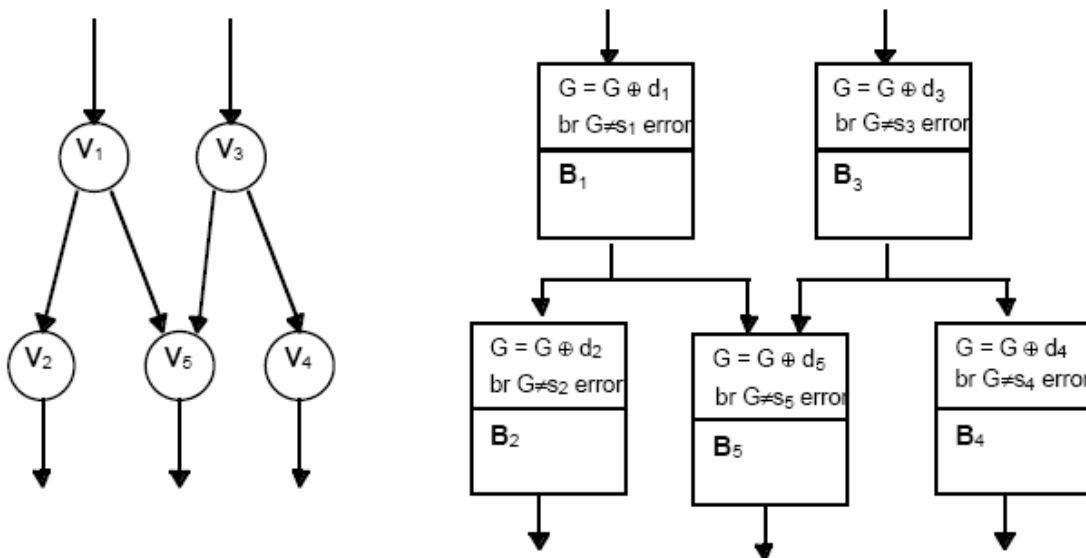 V₁
V₃
V₂
V₅
V₄
G = G ⊕ d₁
br G≠s₁ error
B₁
G = G ⊕ d₃
br G≠s₃ error
B₃
G = G ⊕ d₂
br G≠s₂ error
B₂
G = G ⊕ d₅
br G≠s₅ error
B₅
G = G ⊕ d₄
br G≠s₄ error
B₄